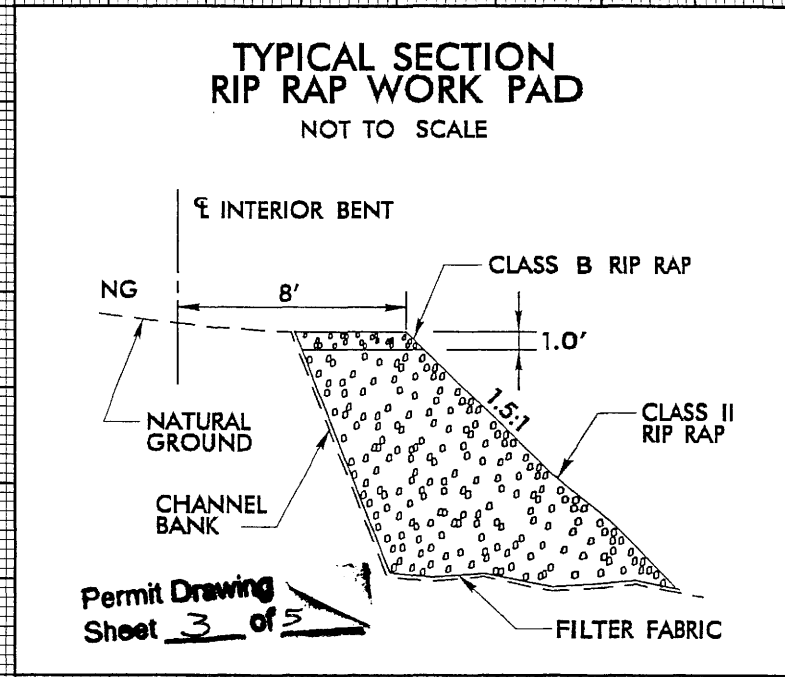 TYPICAL SECTION
RIP RAP WORK PAD
NOT TO SCALE
℄ INTERIOR BENT
CLASS B RIP RAP
NG
8'
1.0'
1.5:1
NATURAL
GROUND
CLASS II
RIP RAP
CHANNEL
BANK
Permit Drawing
Sheet 3 of 5
FILTER FABRIC